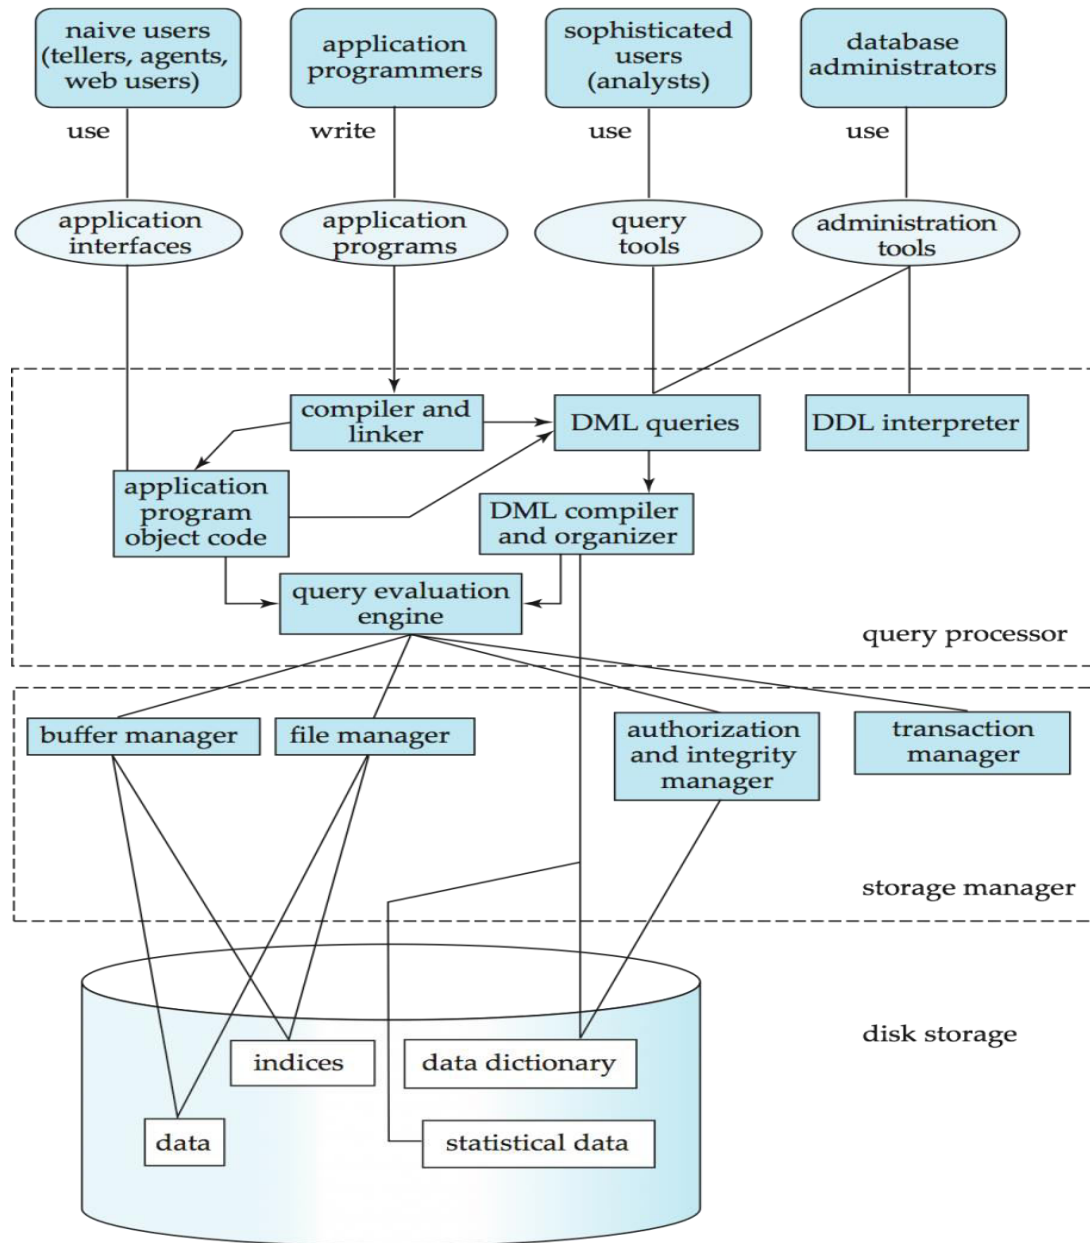 naive users
(tellers, agents,
web users)
application
programmers
sophisticated
users
(analysts)
database
administrators
use
write
use
use
application
interfaces
application
programs
query
tools
administration
tools
compiler and
linker
DML queries
DDL interpreter
application
program
object code
DML compiler
and organizer
query evaluation
engine
query processor
buffer manager
file manager
authorization
and integrity
manager
transaction
manager
storage manager
disk storage
indices
data dictionary
data
statistical data